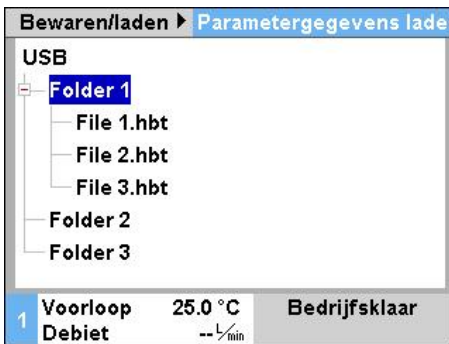 Bewaren/laden ▶ Parametergegevens lade
USB
Folder 1
File 1.hbt
File 2.hbt
File 3.hbt
Folder 2
Folder 3
1 Voorloop 25.0 °C Bedrijfsklaar
Debiet -- L/min